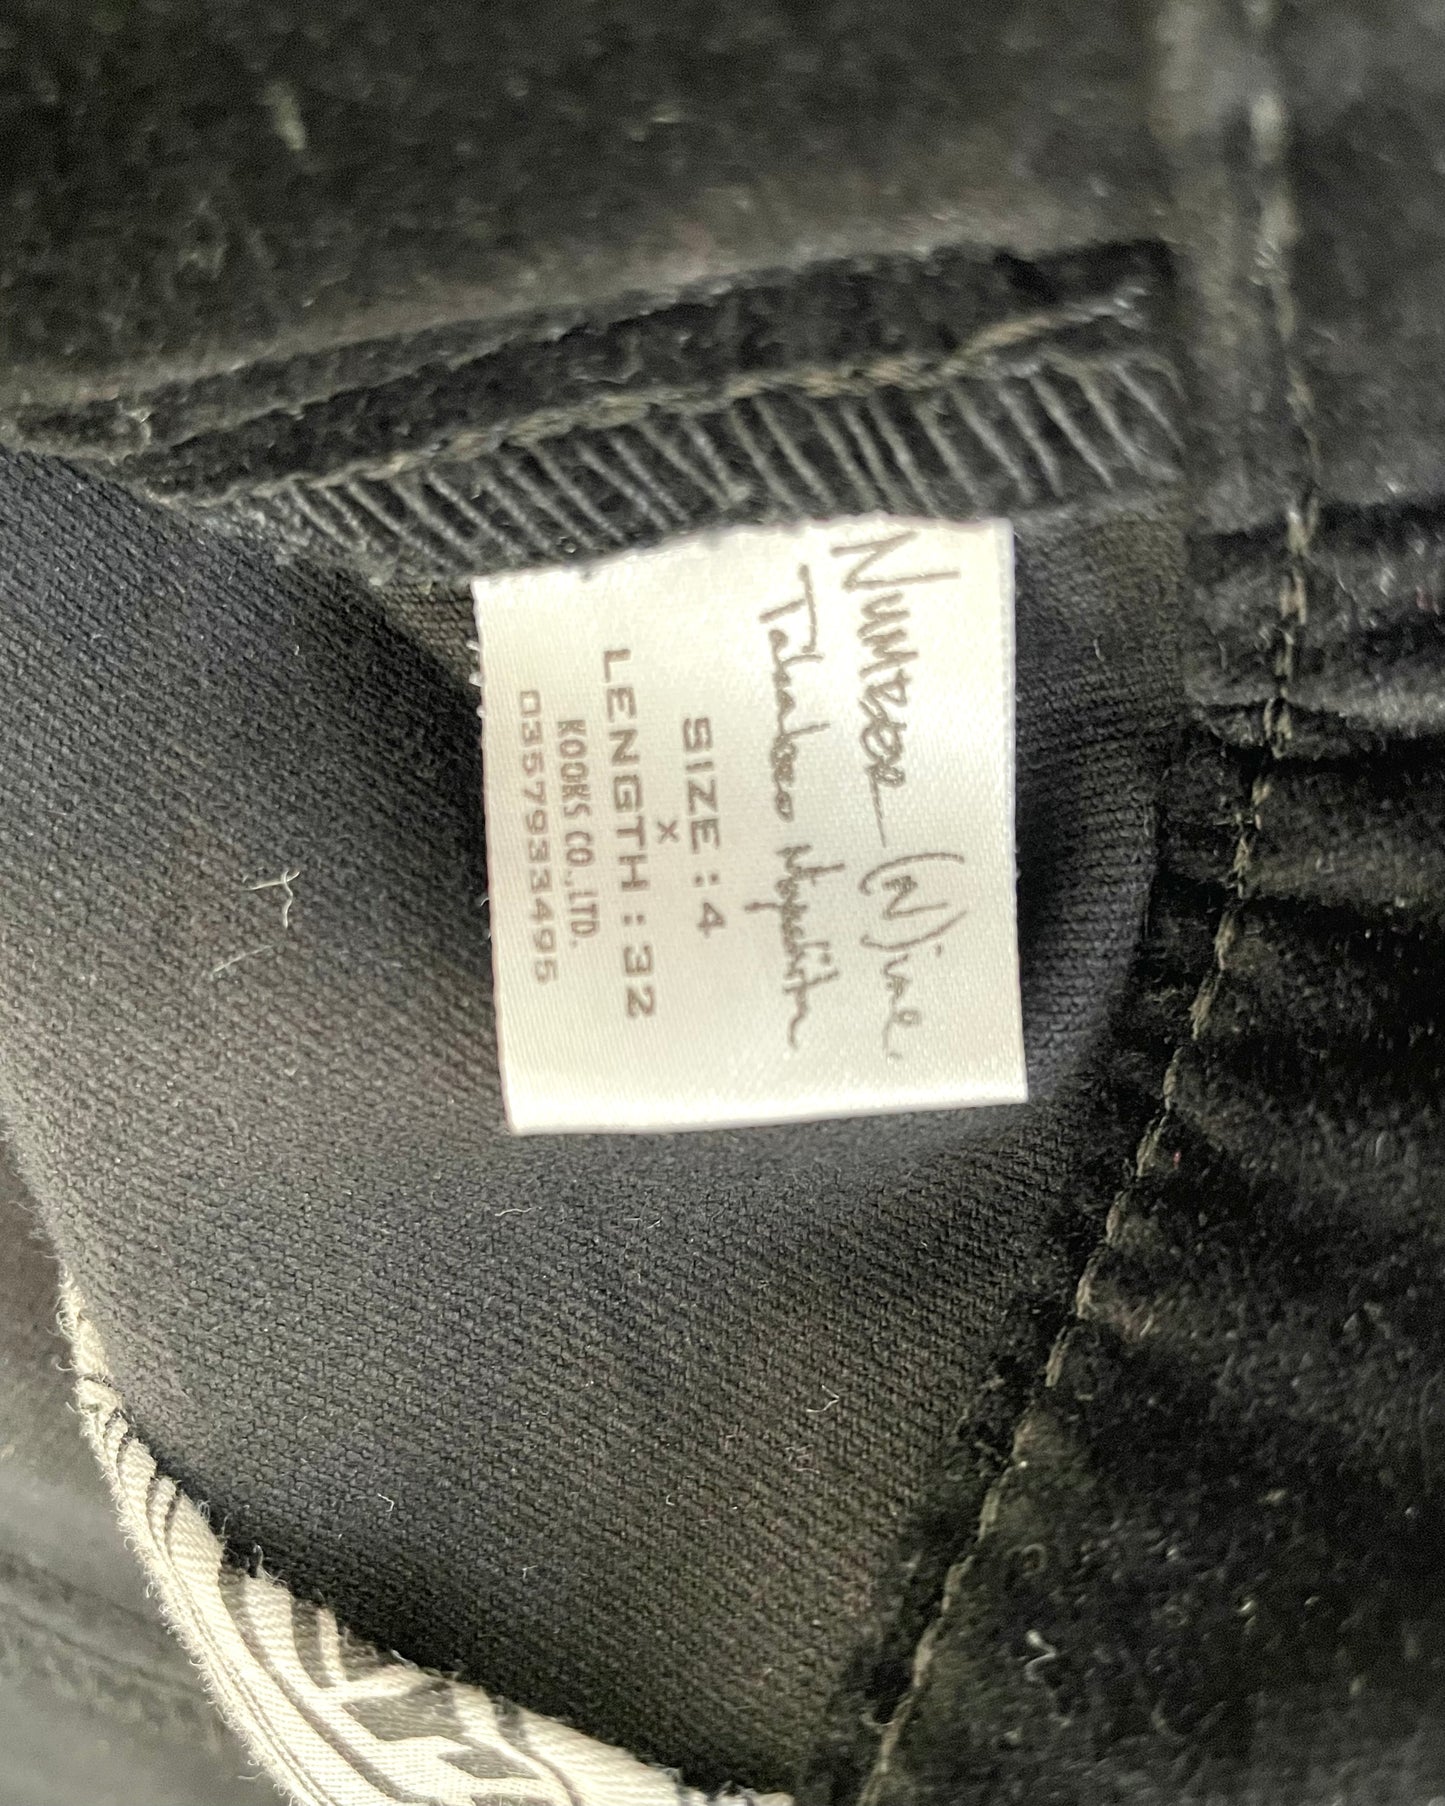 NUMBER (N)ine
Takahiro Miyashita
SIZE : 4
×
LENGTH : 32
KOOKS CO.,LTD.
0357933495